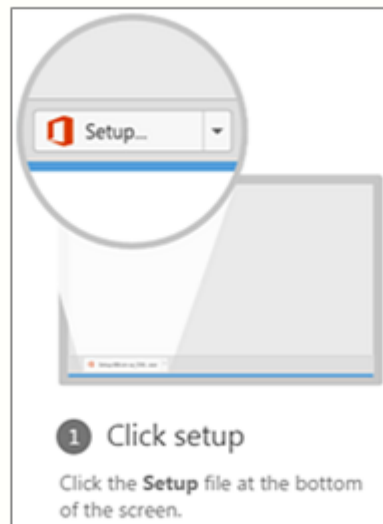 Setup...
1 Click setup
Click the Setup file at the bottom
of the screen.